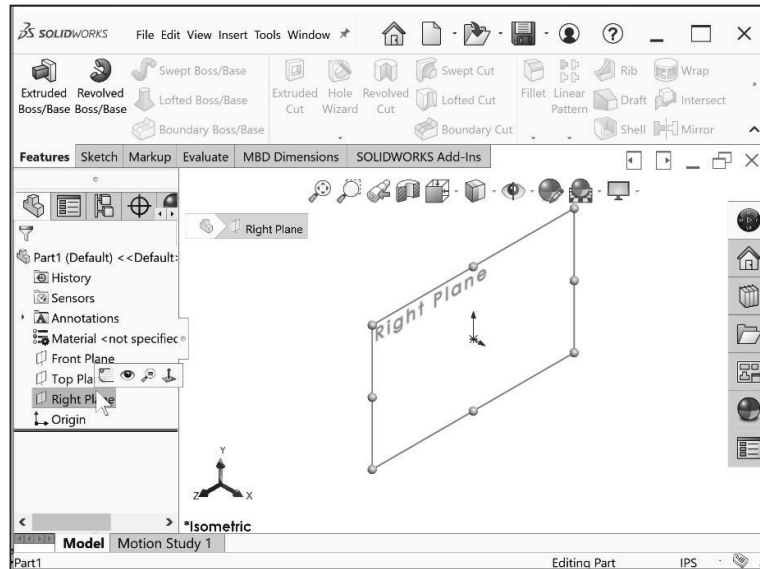 SOLIDWORKS File Edit View Insert Tools Window
Extruded Boss/Base
Revolved Boss/Base
Swept Boss/Base
Lofted Boss/Base
Boundary Boss/Base
Extruded Cut
Hole Wizard
Revolved Cut
Swept Cut
Lofted Cut
Boundary Cut
Fillet
Linear Pattern
Rib
Draft
Shell
Wrap
Intersect
Mirror
Features Sketch Markup Evaluate MBD Dimensions SOLIDWORKS Add-Ins
Right Plane
Right Plane
Part1 (Default) <<Default>
History
Sensors
Annotations
Material <not specified
Front Plane
Top Pla
Right Plane
Origin
Y
Z X
*Isometric
Model Motion Study 1
Part1 Editing Part IPS